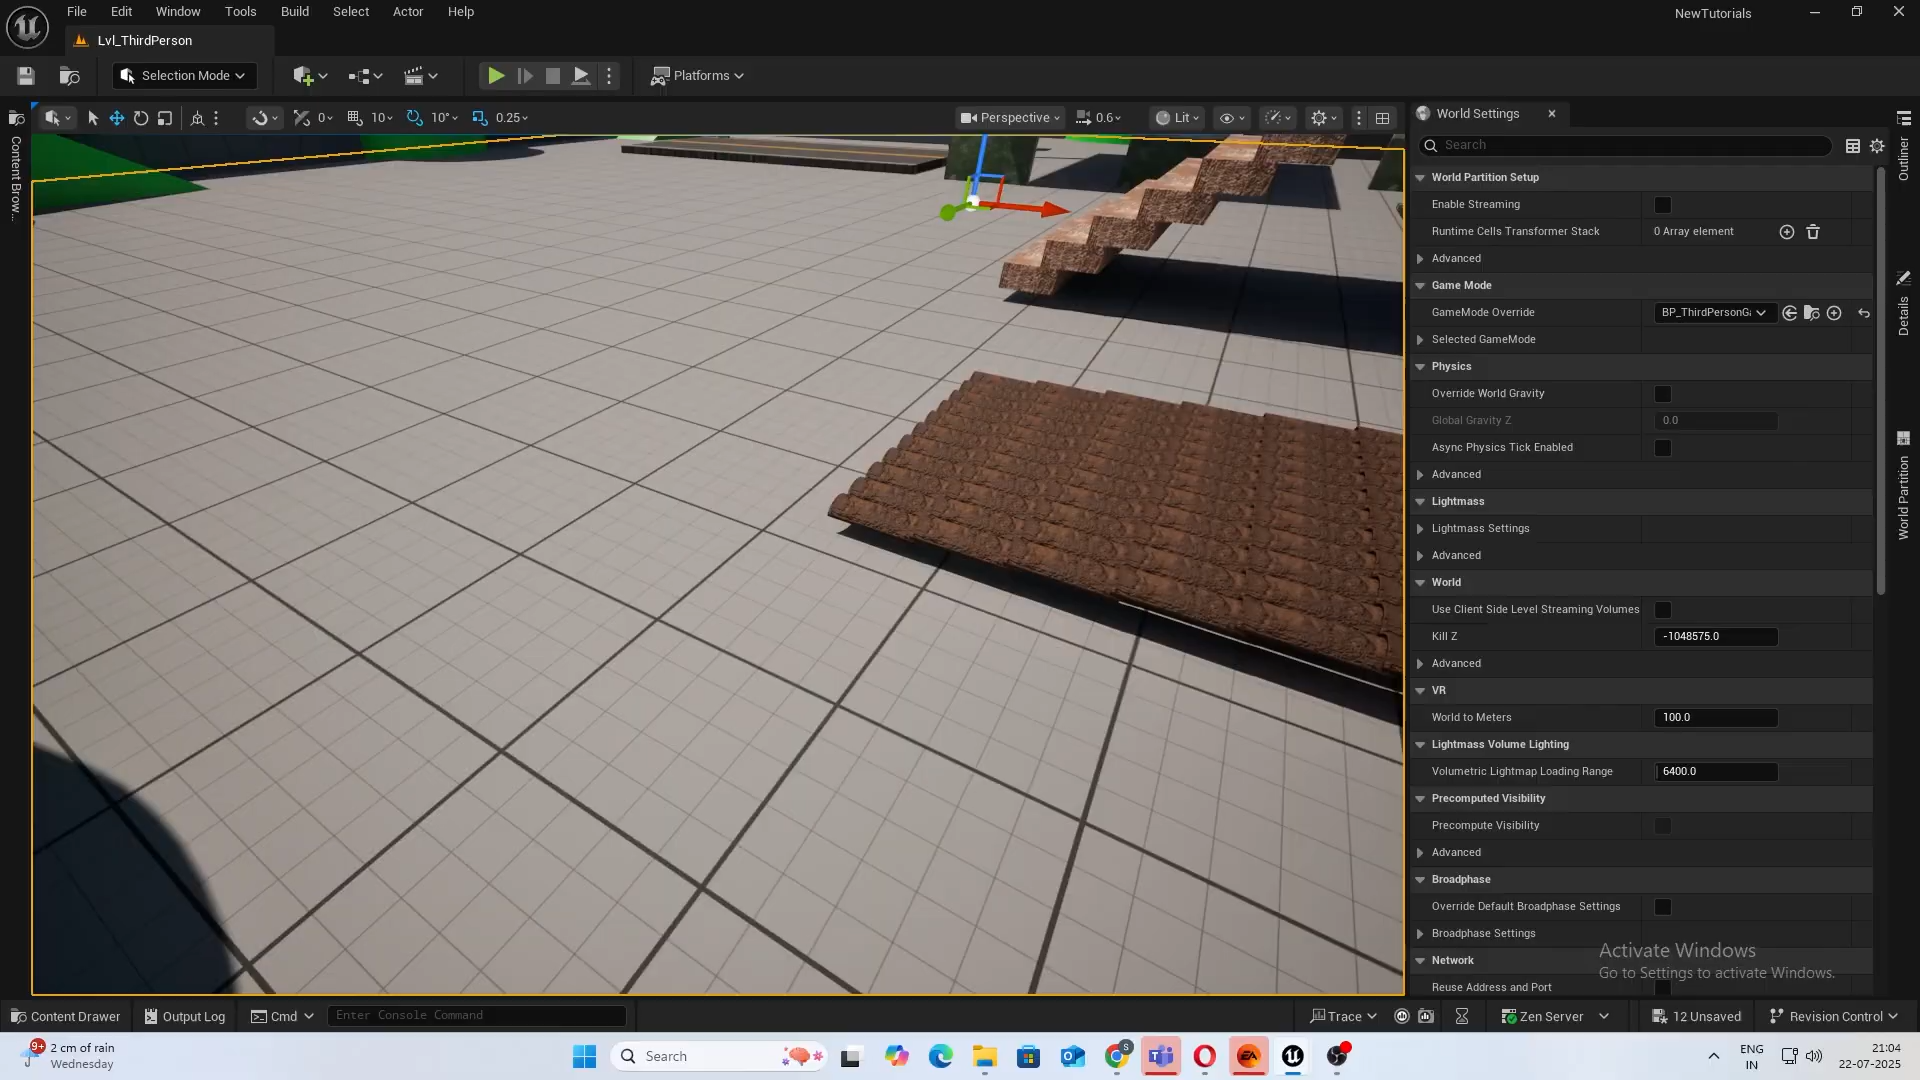 File Edit Window Tools Build Select Actor Help
NewTutorials
Lvl_ThirdPerson
Selection Mode
Platforms
0 10 10° 0.25
Perspective 0.6 Lit
World Settings
Search
Content Brow...
Outliner
Details
World Partition
World Partition Setup
Enable Streaming
Runtime Cells Transformer Stack 0 Array element
Advanced
Game Mode
GameMode Override BP_ThirdPersonGa
Selected GameMode
Physics
Override World Gravity
Global Gravity Z 0.0
Async Physics Tick Enabled
Advanced
Lightmass
Lightmass Settings
Advanced
World
Use Client Side Level Streaming Volumes
Kill Z -1048575.0
Advanced
VR
World to Meters 100.0
Lightmass Volume Lighting
Volumetric Lightmap Loading Range 6400.0
Precomputed Visibility
Precompute Visibility
Advanced
Broadphase
Override Default Broadphase Settings
Broadphase Settings
Network
Reuse Address and Port
Activate Windows
Go to Settings to activate Windows.
Content Drawer Output Log Cmd Enter Console Command
Trace Zen Server 12 Unsaved Revision Control
9+ 2 cm of rain
Wednesday
Search
S
EA
ENG
IN
21:04
22-07-2025